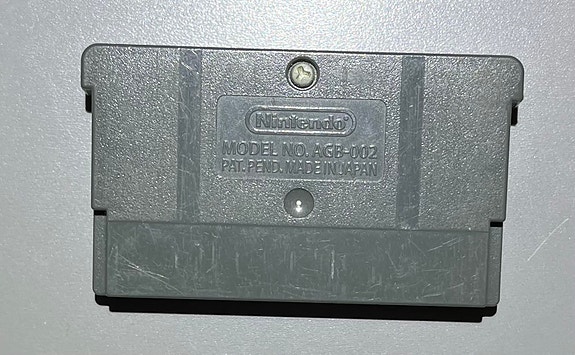 Nintendo®
MODEL NO. AGB-002
PAT. PEND. MADE IN JAPAN